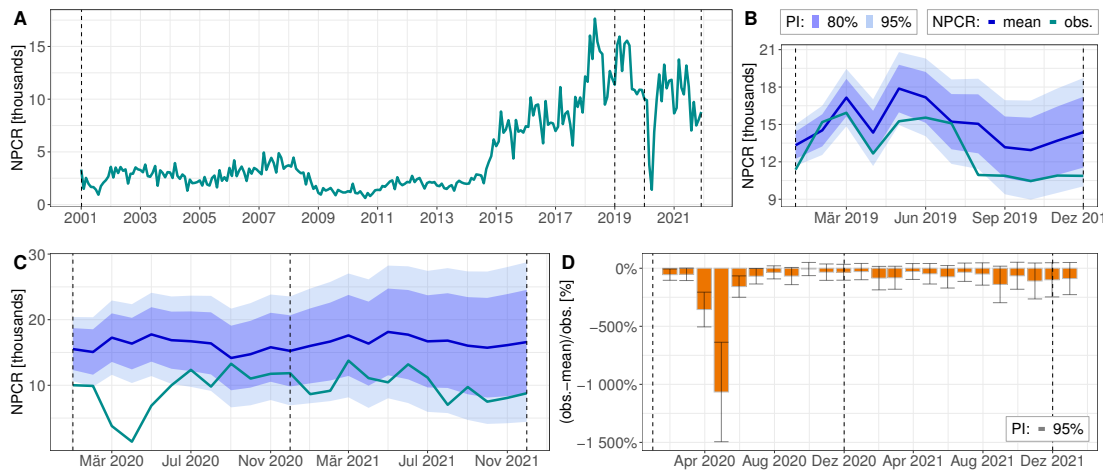 A
NPCR [thousands]
15
10
5
0
2001 2003 2005 2007 2009 2011 2013 2015 2017 2019 2021
B
PI: 80% 95% NPCR: mean obs.
NPCR [thousands]
21
18
15
12
9
Mär 2019 Jun 2019 Sep 2019 Dez 2019
C
NPCR [thousands]
30
20
10
Mär 2020 Jul 2020 Nov 2020 Mär 2021 Jul 2021 Nov 2021
D
(obs.−mean)/obs. [%]
0%
−500%
−1 000%
−1 500%
PI: 95%
Apr 2020 Aug 2020 Dez 2020 Apr 2021 Aug 2021 Dez 2021